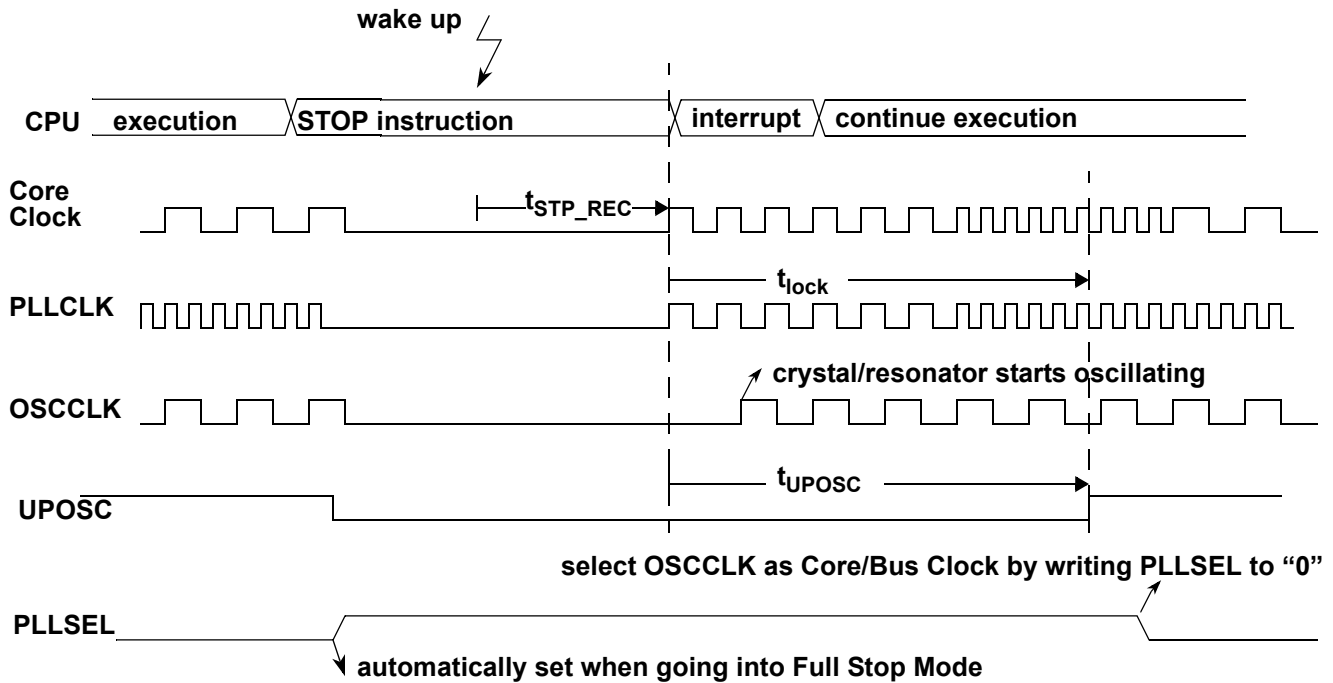 wake up
CPU execution STOP instruction interrupt continue execution
Core
Clock
tSTP_REC
tlock
PLLCLK
crystal/resonator starts oscillating
OSCCLK
tUPOSC
UPOSC
select OSCCLK as Core/Bus Clock by writing PLLSEL to “0”
PLLSEL
automatically set when going into Full Stop Mode